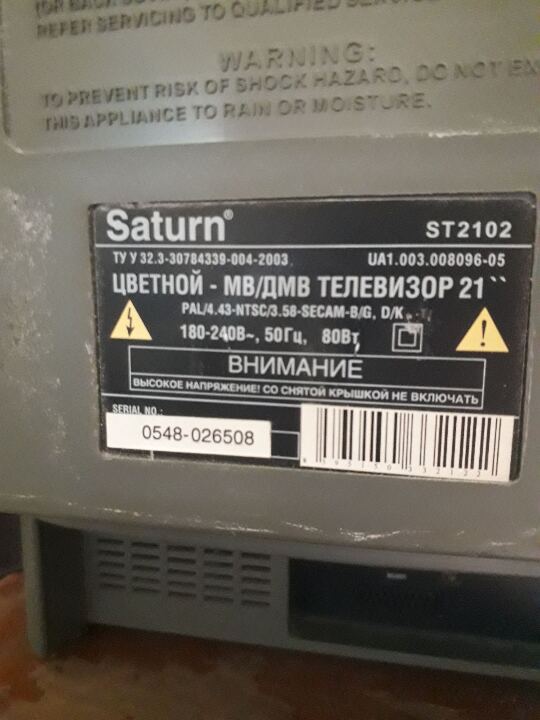 REFER SERVICING TO QUALIFIED
WARNING:
TO PREVENT RISK OF SHOCK HAZARD, DO NOT EX
THIS APPLIANCE TO RAIN OR MOISTURE.
Saturn® ST2102
ТУ У 32.3-30784339-004-2003 UA1.003.008096-05
ЦВЕТНОЙ - МВ/ДМВ ТЕЛЕВИЗОР 21``
PAL/4.43-NTSC/3.58-SECAM-B/G, D/K
180-240В~, 50Гц, 80Вт
ВНИМАНИЕ
ВЫСОКОЕ НАПРЯЖЕНИЕ! СО СНЯТОЙ КРЫШКОЙ НЕ ВКЛЮЧАТЬ
SERIAL NO.:
0548-026508